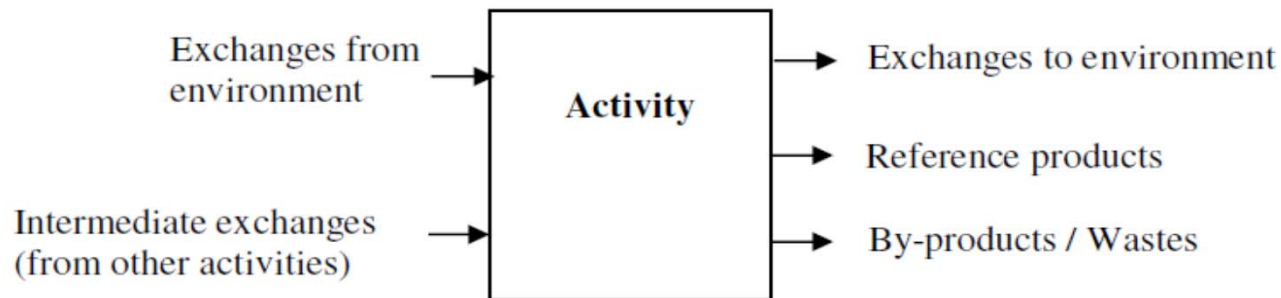 Exchanges from
environment
Intermediate exchanges
(from other activities)
Activity
Exchanges to environment
Reference products
By-products / Wastes